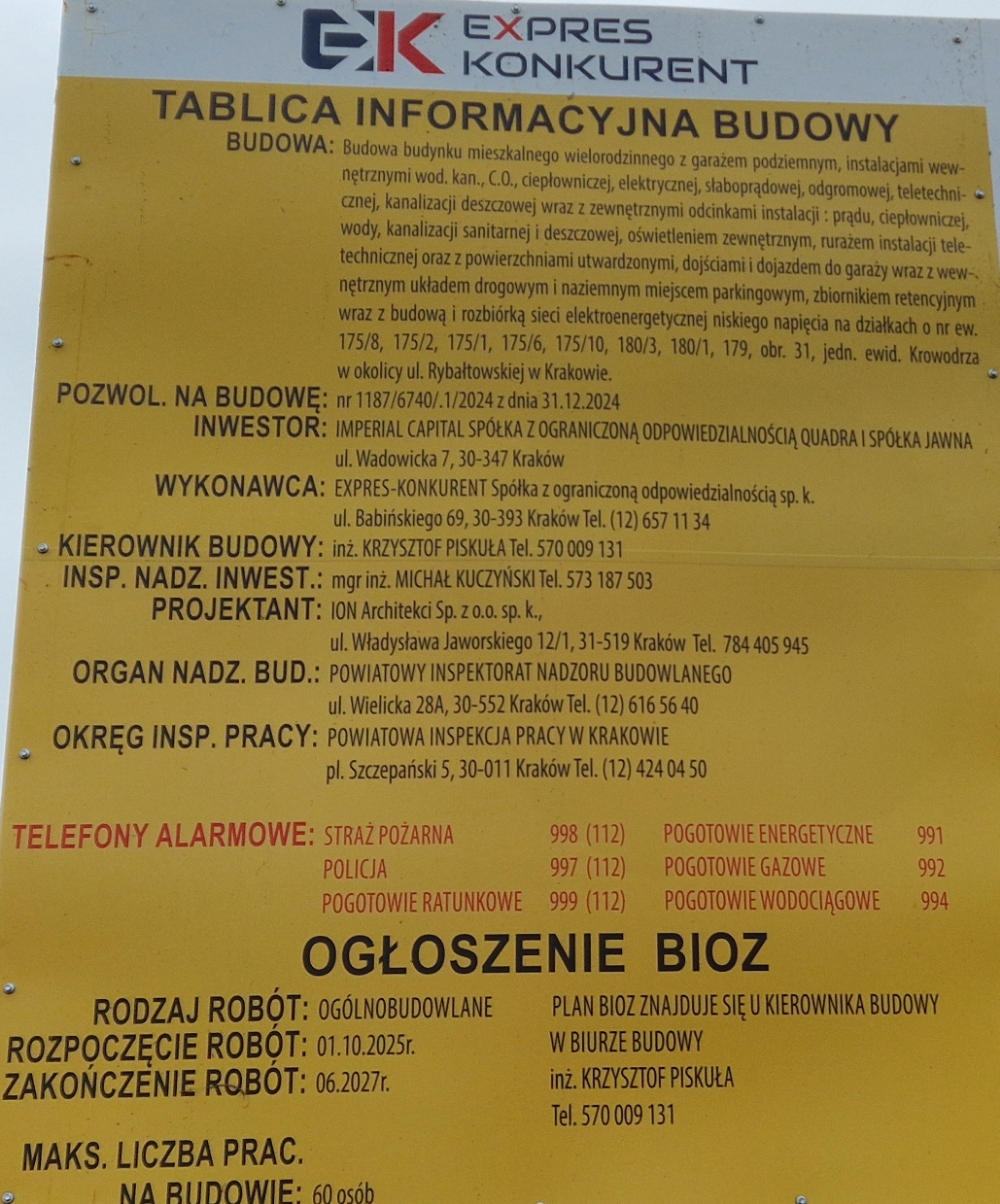 EK EXPRES
KONKURENT
TABLICA INFORMACYJNA BUDOWY
BUDOWA: Budowa budynku mieszkalnego wielorodzinnego z garażem podziemnym, instalacjami wew-
nętrznymi wod. kan., C.O., ciepłowniczej, elektrycznej, słaboprądowej, odgromowej, teletechni-
cznej, kanalizacji deszczowej wraz z zewnętrznymi odcinkami instalacji : prądu, ciepłowniczej,
wody, kanalizacji sanitarnej i deszczowej, oświetleniem zewnętrznym, rurażem instalacji tele-
technicznej oraz z powierzchniami utwardzonymi, dojściami i dojazdem do garaży wraz z wew-
nętrznym układem drogowym i naziemnym miejscem parkingowym, zbiornikiem retencyjnym
wraz z budową i rozbiórką sieci elektroenergetycznej niskiego napięcia na działkach o nr ew.
175/8, 175/2, 175/1, 175/6, 175/10, 180/3, 180/1, 179, obr. 31, jedn. ewid. Krowodrza
w okolicy ul. Rybałtowskiej w Krakowie.
POZWOL. NA BUDOWĘ: nr 1187/6740/.1/2024 z dnia 31.12.2024
INWESTOR: IMPERIAL CAPITAL SPÓŁKA Z OGRANICZONĄ ODPOWIEDZIALNOŚCIĄ QUADRA I SPÓŁKA JAWNA
ul. Wadowicka 7, 30-347 Kraków
WYKONAWCA: EXPRES-KONKURENT Spółka z ograniczoną odpowiedzialnością sp. k.
ul. Babińskiego 69, 30-393 Kraków Tel. (12) 657 11 34
KIEROWNIK BUDOWY: inż. KRZYSZTOF PISKUŁA Tel. 570 009 131
INSP. NADZ. INWEST.: mgr inż. MICHAŁ KUCZYŃSKI Tel. 573 187 503
PROJEKTANT: ION Architekci Sp. z o.o. sp. k.,
ul. Władysława Jaworskiego 12/1, 31-519 Kraków Tel. 784 405 945
ORGAN NADZ. BUD.: POWIATOWY INSPEKTORAT NADZORU BUDOWLANEGO
ul. Wielicka 28A, 30-552 Kraków Tel. (12) 616 56 40
OKRĘG INSP. PRACY: POWIATOWA INSPEKCJA PRACY W KRAKOWIE
pl. Szczepański 5, 30-011 Kraków Tel. (12) 424 04 50
TELEFONY ALARMOWE: STRAŻ POŻARNA 998 (112) POGOTOWIE ENERGETYCZNE 991
POLICJA 997 (112) POGOTOWIE GAZOWE 992
POGOTOWIE RATUNKOWE 999 (112) POGOTOWIE WODOCIĄGOWE 994
OGŁOSZENIE BIOZ
RODZAJ ROBÓT: OGÓLNOBUDOWLANE PLAN BIOZ ZNAJDUJE SIĘ U KIEROWNIKA BUDOWY
ROZPOCZĘCIE ROBÓT: 01.10.2025r. W BIURZE BUDOWY
ZAKOŃCZENIE ROBÓT: 06.2027r. inż. KRZYSZTOF PISKUŁA
Tel. 570 009 131
MAKS. LICZBA PRAC.
NA BUDOWIE: 60 osób